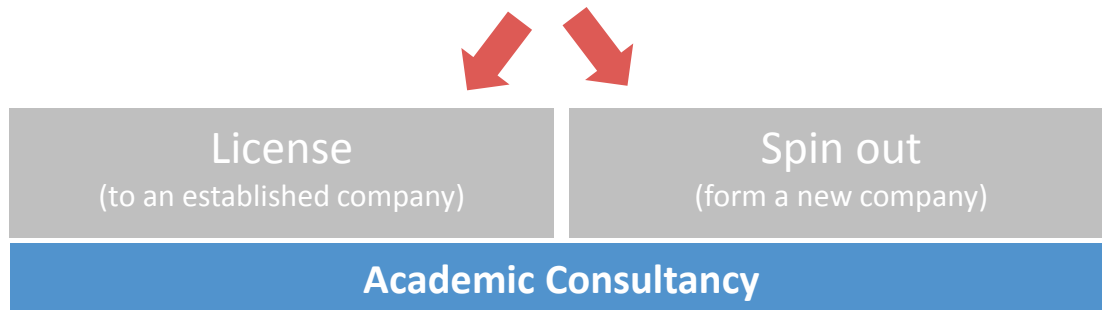 License
(to an established company)
Spin out
(form a new company)
Academic Consultancy